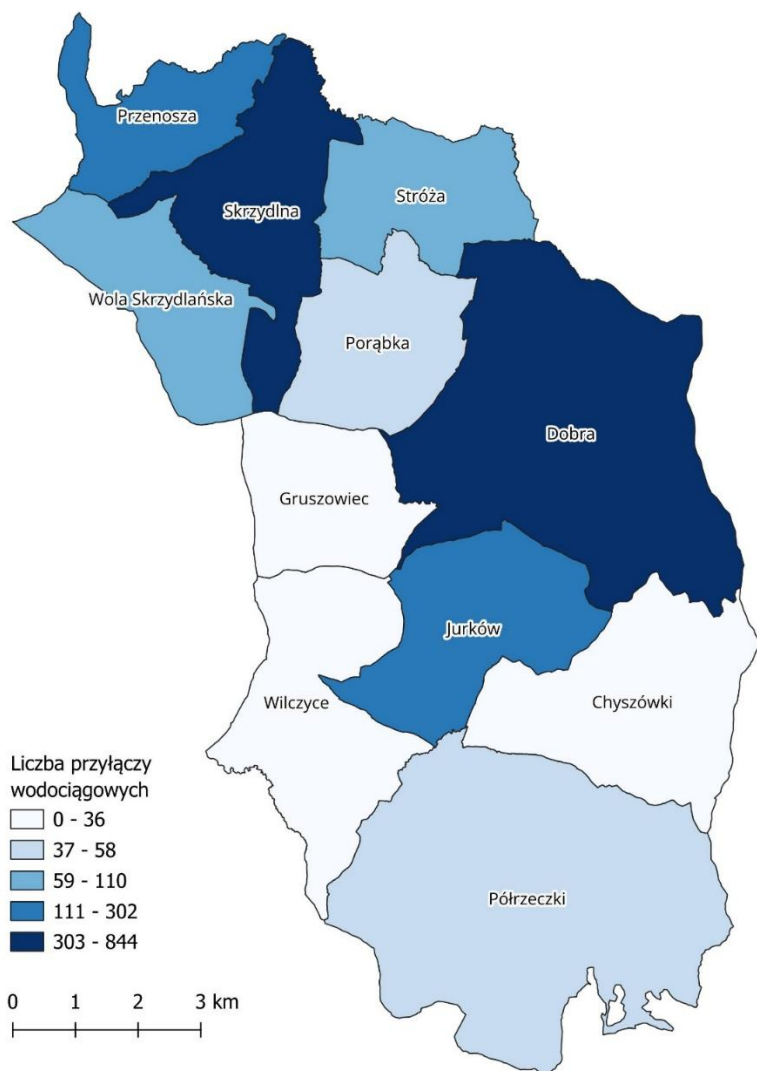 Przenosza
Stróża
Skrzydlna
Wola Skrzydlańska
Porąbka
Dobra
Gruszowiec
Jurków
Wilczyce
Chyszówki
Liczba przyłączy
wodociągowych
0 - 36
37 - 58
59 - 110
111 - 302
303 - 844
Półrzeczki
0 1 2 3 km